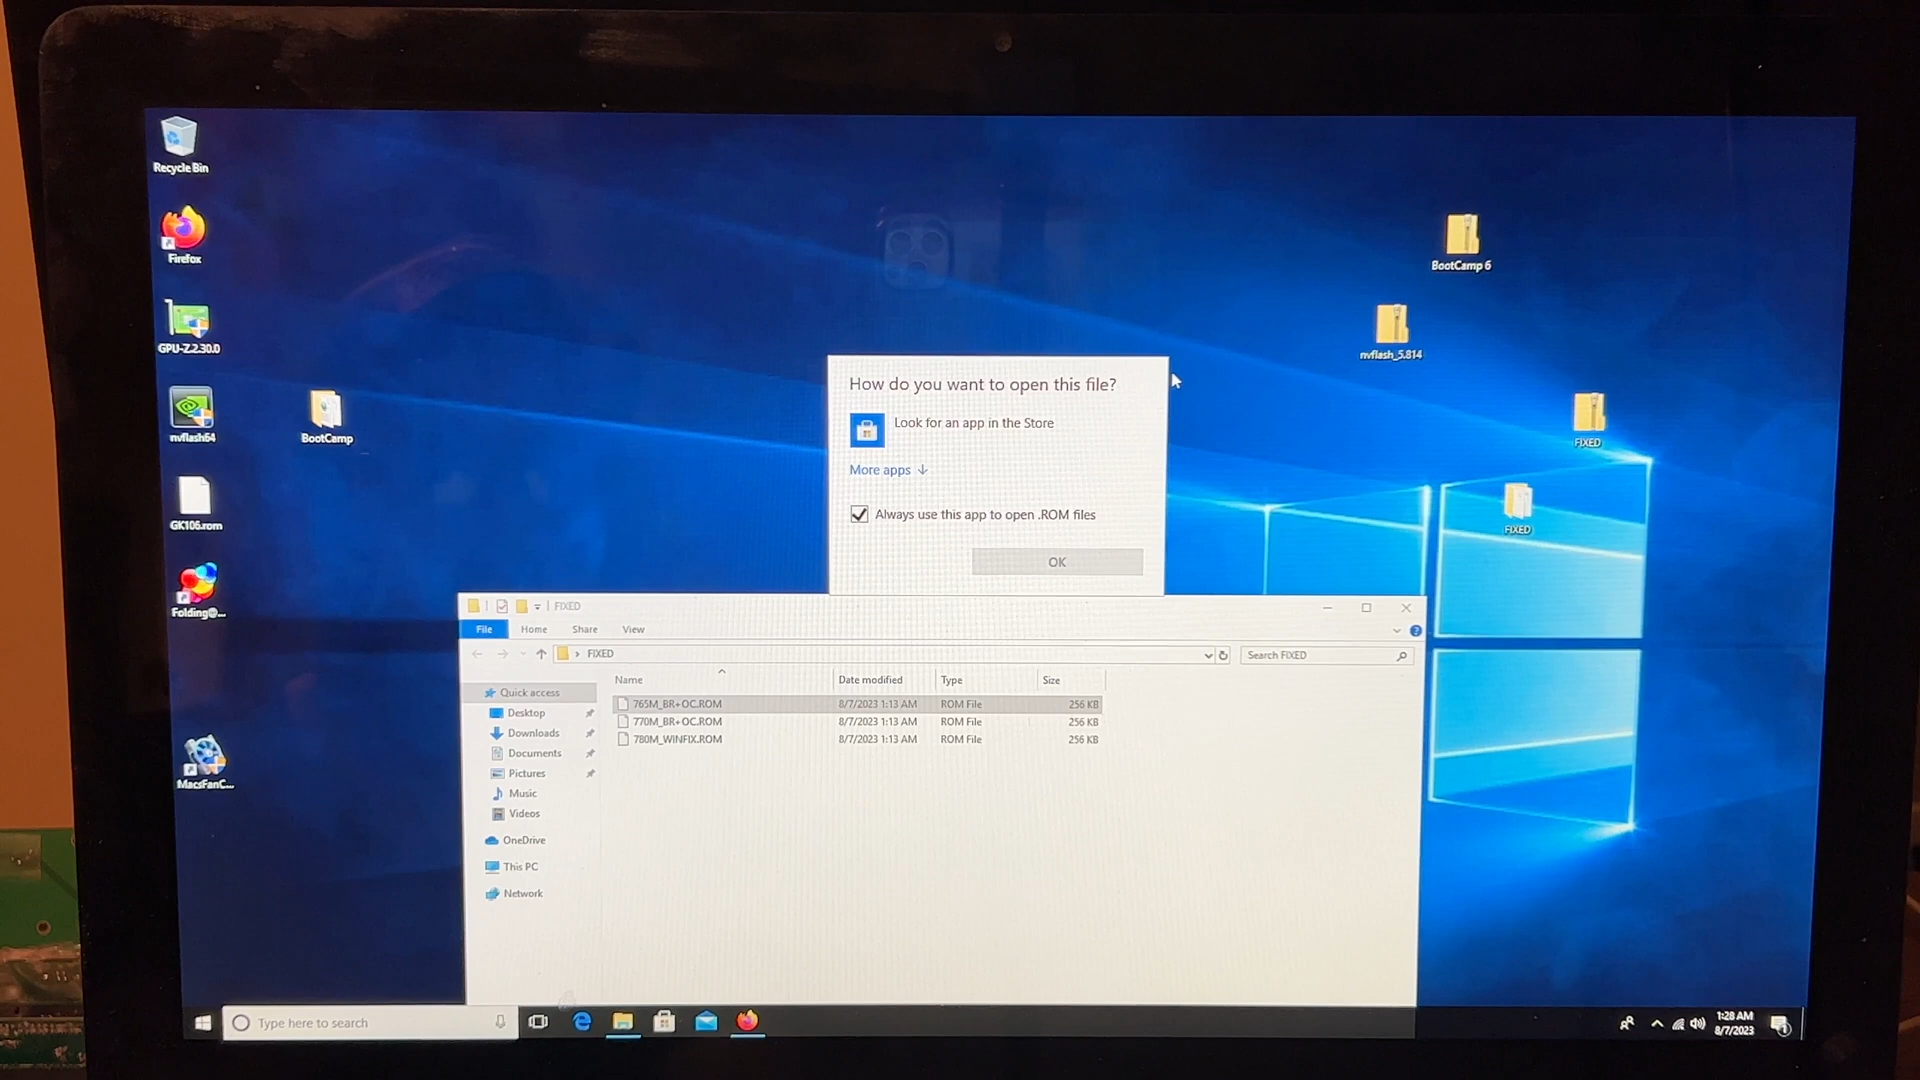 Recycle Bin
Firefox
GPU-Z.2.30.0
nvflash64
GK106.rom
Folding@...
MacsFanC...
BootCamp
BootCamp 6
nvflash_5.814
FIXED
FIXED
How do you want to open this file?
Look for an app in the Store
More apps ↓
Always use this app to open .ROM files
OK
FIXED
File Home Share View
FIXED
Search FIXED
Name Date modified Type Size
765M_BR+OC.ROM 8/7/2023 1:13 AM ROM File 256 KB
770M_BR+OC.ROM 8/7/2023 1:13 AM ROM File 256 KB
780M_WINFIX.ROM 8/7/2023 1:13 AM ROM File 256 KB
Quick access
Desktop
Downloads
Documents
Pictures
Music
Videos
OneDrive
This PC
Network
Type here to search
1:28 AM
8/7/2023
1